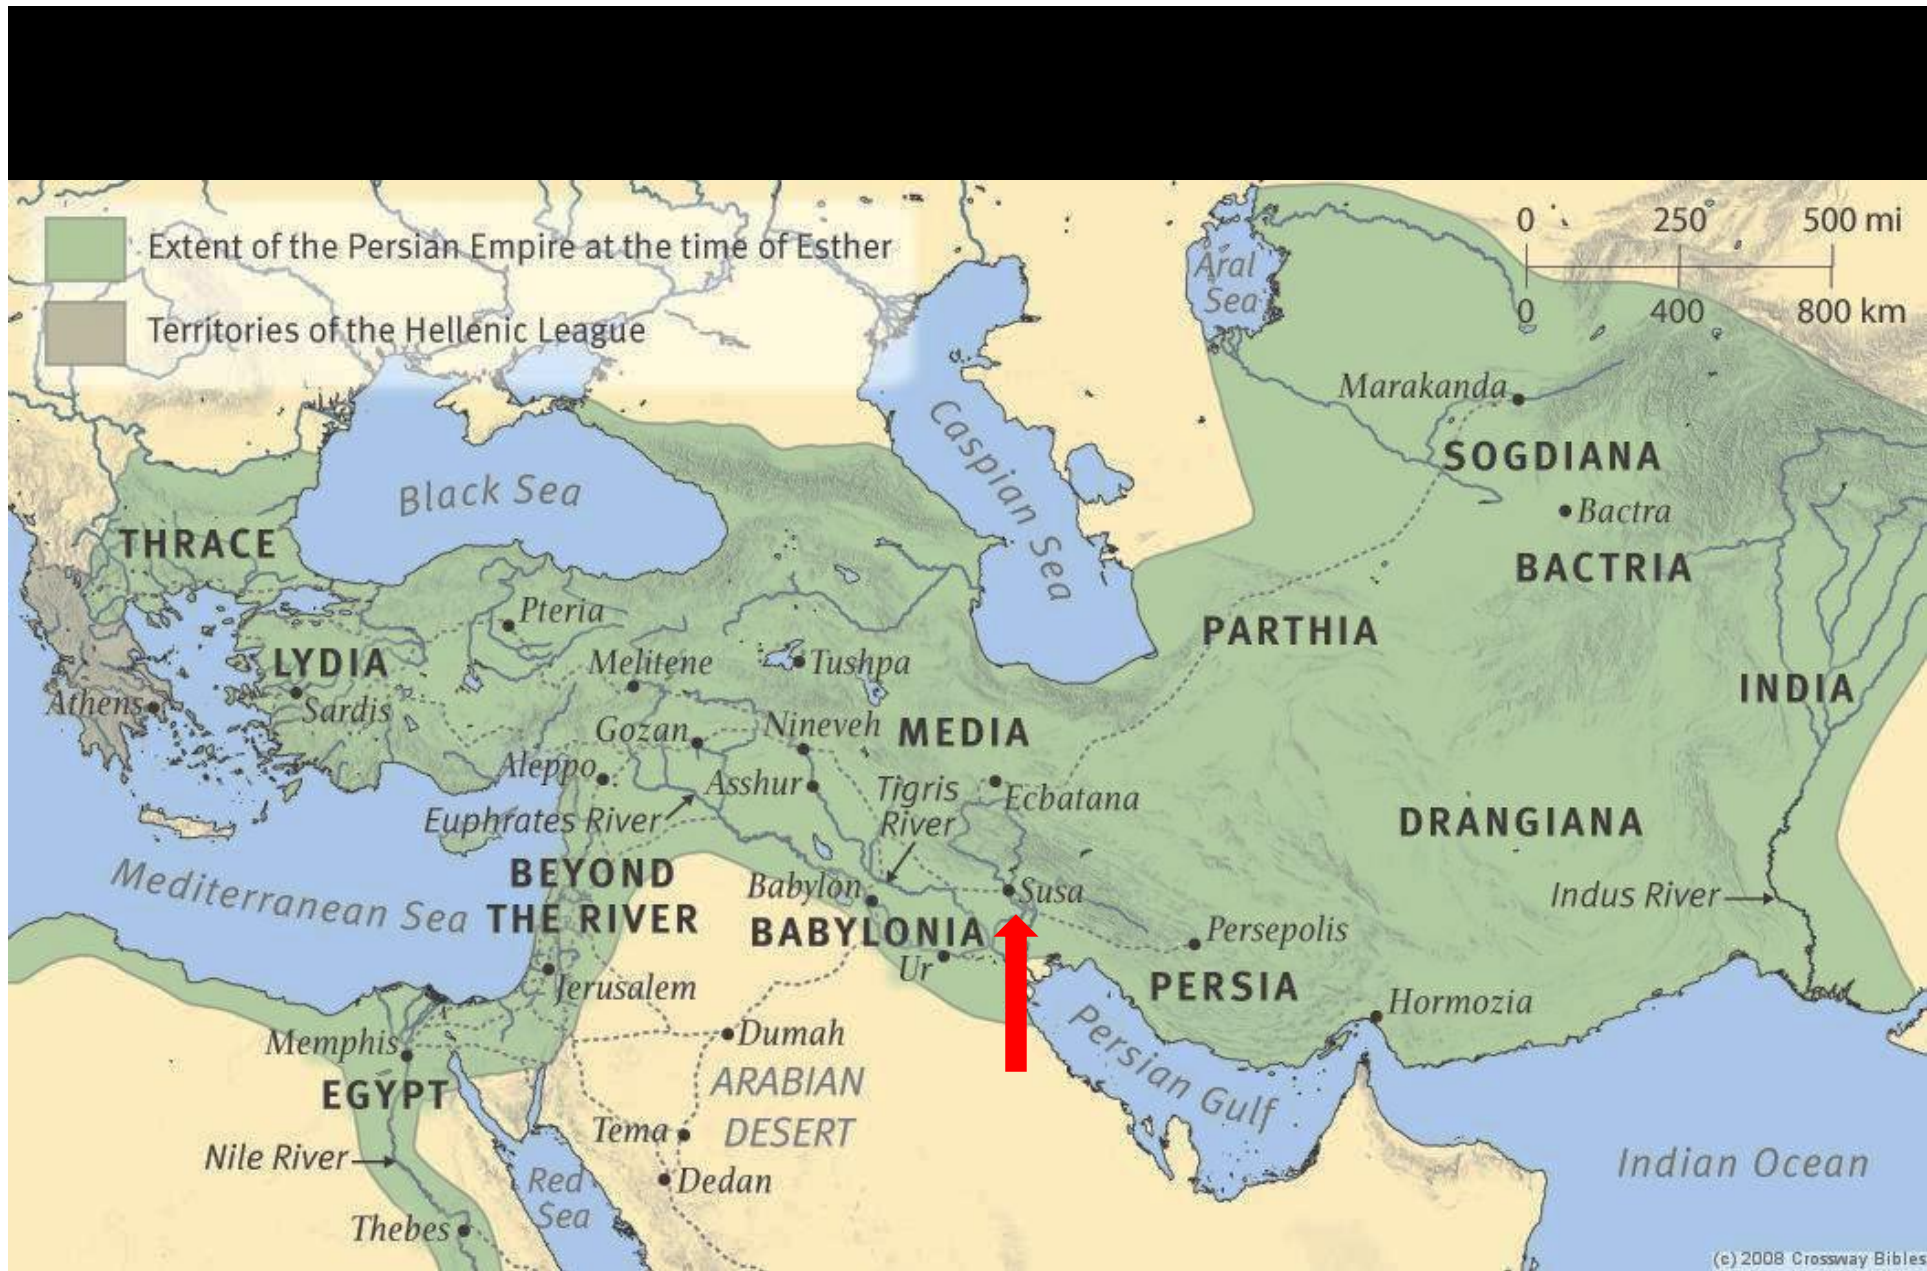 Extent of the Persian Empire at the time of Esther
Territories of the Hellenic League
0 250 500 mi
0 400 800 km
Aral
Sea
Marakanda
SOGDIANA
Caspian Sea
Black Sea
Bactra
THRACE
BACTRIA
Pteria
PARTHIA
LYDIA
Melitene
Tushpa
INDIA
Athens
Sardis
Gozan
Nineveh
MEDIA
Aleppo
Asshur
Tigris
River
Ecbatana
Euphrates River
DRANGIANA
BEYOND
THE RIVER
Mediterranean Sea
Babylon
Susa
Indus River
BABYLONIA
Persepolis
Ur
Jerusalem
PERSIA
Hormozia
Memphis
Dumah
Persian Gulf
EGYPT
ARABIAN
DESERT
Tema
Nile River
Dedan
Red
Sea
Indian Ocean
Thebes
(c) 2008 Crossway Bibles